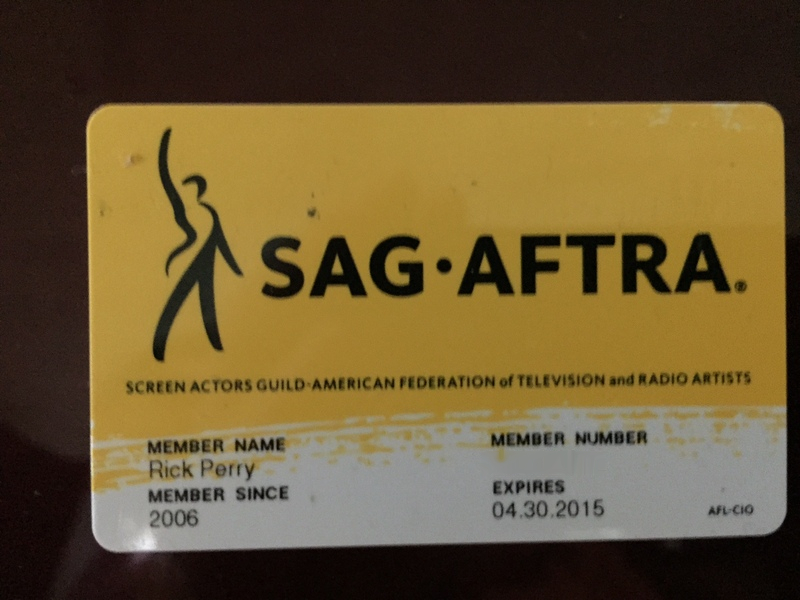 SAG·AFTRA®
SCREEN ACTORS GUILD-AMERICAN FEDERATION of TELEVISION and RADIO ARTISTS
MEMBER NAME
Rick Perry
MEMBER NUMBER
MEMBER SINCE
2006
EXPIRES
04.30.2015
AFL-CIO